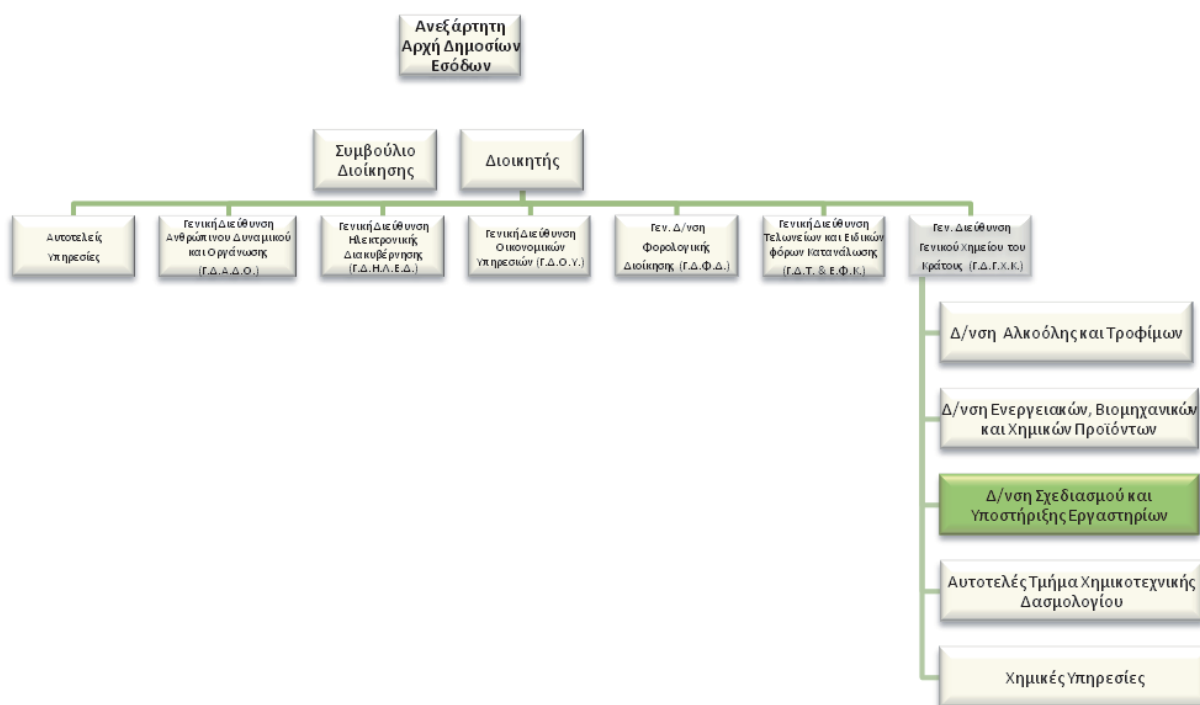 Ανεξάρτητη
Αρχή Δημοσίων
Εσόδων
Συμβούλιο
Διοίκησης
Διοικητής
Αυτοτελείς
Υπηρεσίες
Γενική Διεύθυνση
Ανθρώπινου Δυναμικού
και Οργάνωσης
(Γ.Δ.Α.Δ.Ο.)
Γενική Διεύθυνση
Ηλεκτρονικής
Διακυβέρνησης
(Γ.Δ.Η.Λ.Ε.Δ.)
Γενική Διεύθυνση
Οικονομικών
Υπηρεσιών (Γ.Δ.Ο.Υ.)
Γεν. Δ/νση
Φορολογικής
Διοίκησης (Γ.Δ.Φ.Δ.)
Γενική Διεύθυνση
Τελωνείων και Ειδικών
φόρων Κατανάλωσης
(Γ.Δ.Τ. & Ε.Φ.Κ.)
Γεν. Διεύθυνση
Γενικού Χημείου του
Κράτους (Γ.Δ.Γ.Χ.Κ.)
Δ/νση Αλκοόλης και Τροφίμων
Δ/νση Ενεργειακών, Βιομηχανικών
και Χημικών Προϊόντων
Δ/νση Σχεδιασμού και
Υποστήριξης Εργαστηρίων
Αυτοτελές Τμήμα Χημικοτεχνικής
Δασμολογίου
Χημικές Υπηρεσίες